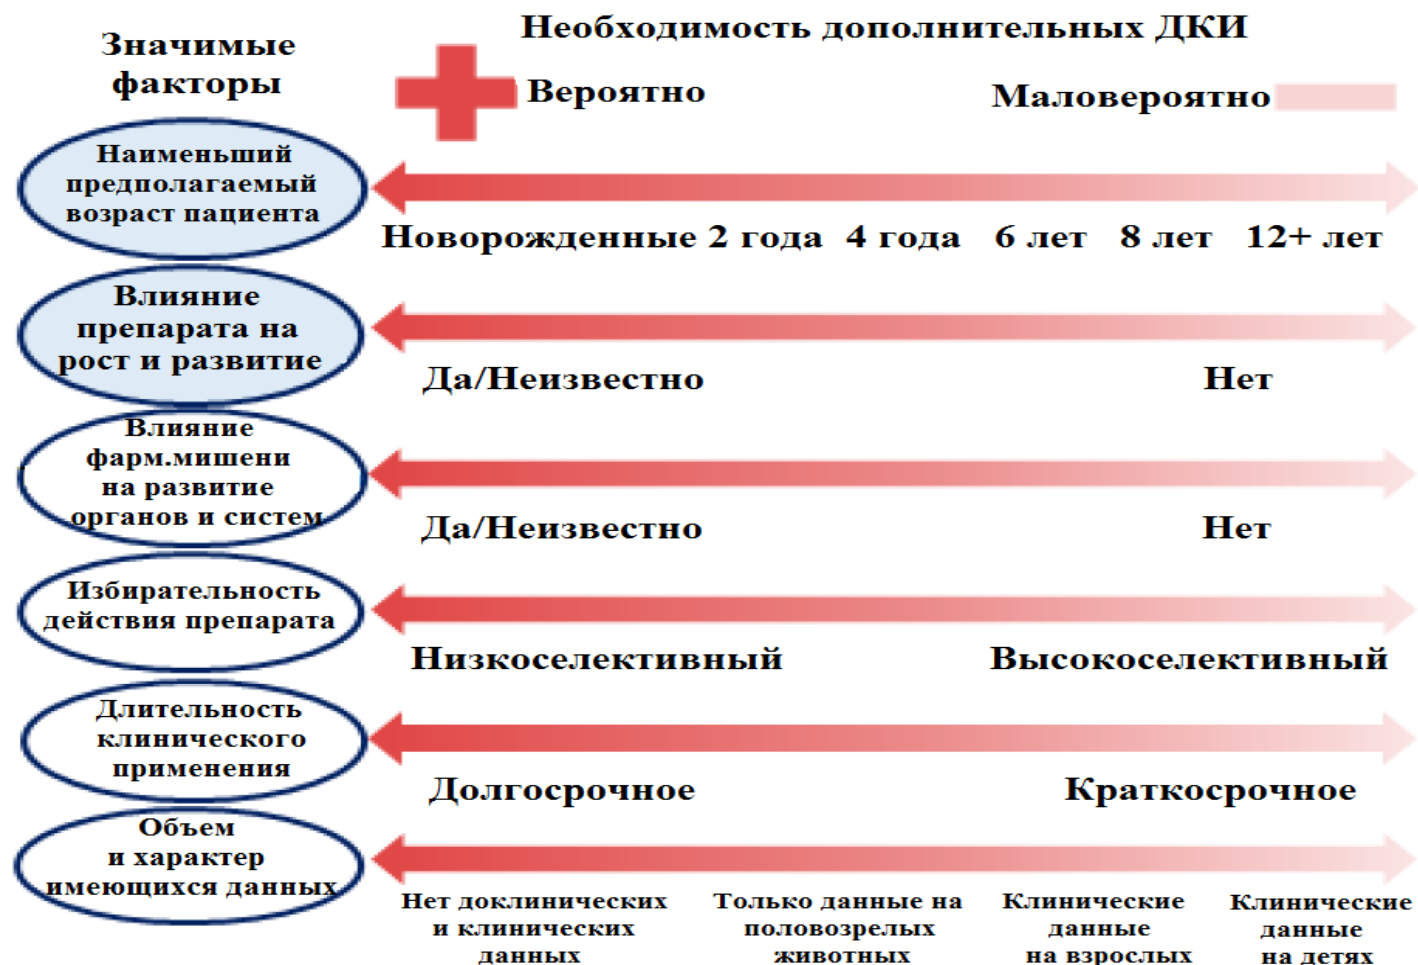 Значимые
факторы
Необходимость дополнительных ДКИ
Вероятно
Маловероятно
Наименьший
предполагаемый
возраст пациента
Новорожденные 2 года 4 года 6 лет 8 лет 12+ лет
Влияние
препарата на
рост и развитие
Да/Неизвестно
Нет
Влияние
фарм.мишени
на развитие
органов и систем
Да/Неизвестно
Нет
Избирательность
действия препарата
Низкоселективный
Высокоселективный
Длительность
клинического
применения
Долгосрочное
Краткосрочное
Объем
и характер
имеющихся данных
Нет доклинических
и клинических
данных
Только данные на
половозрелых
животных
Клинические
данные
на взрослых
Клинические
данные
на детях